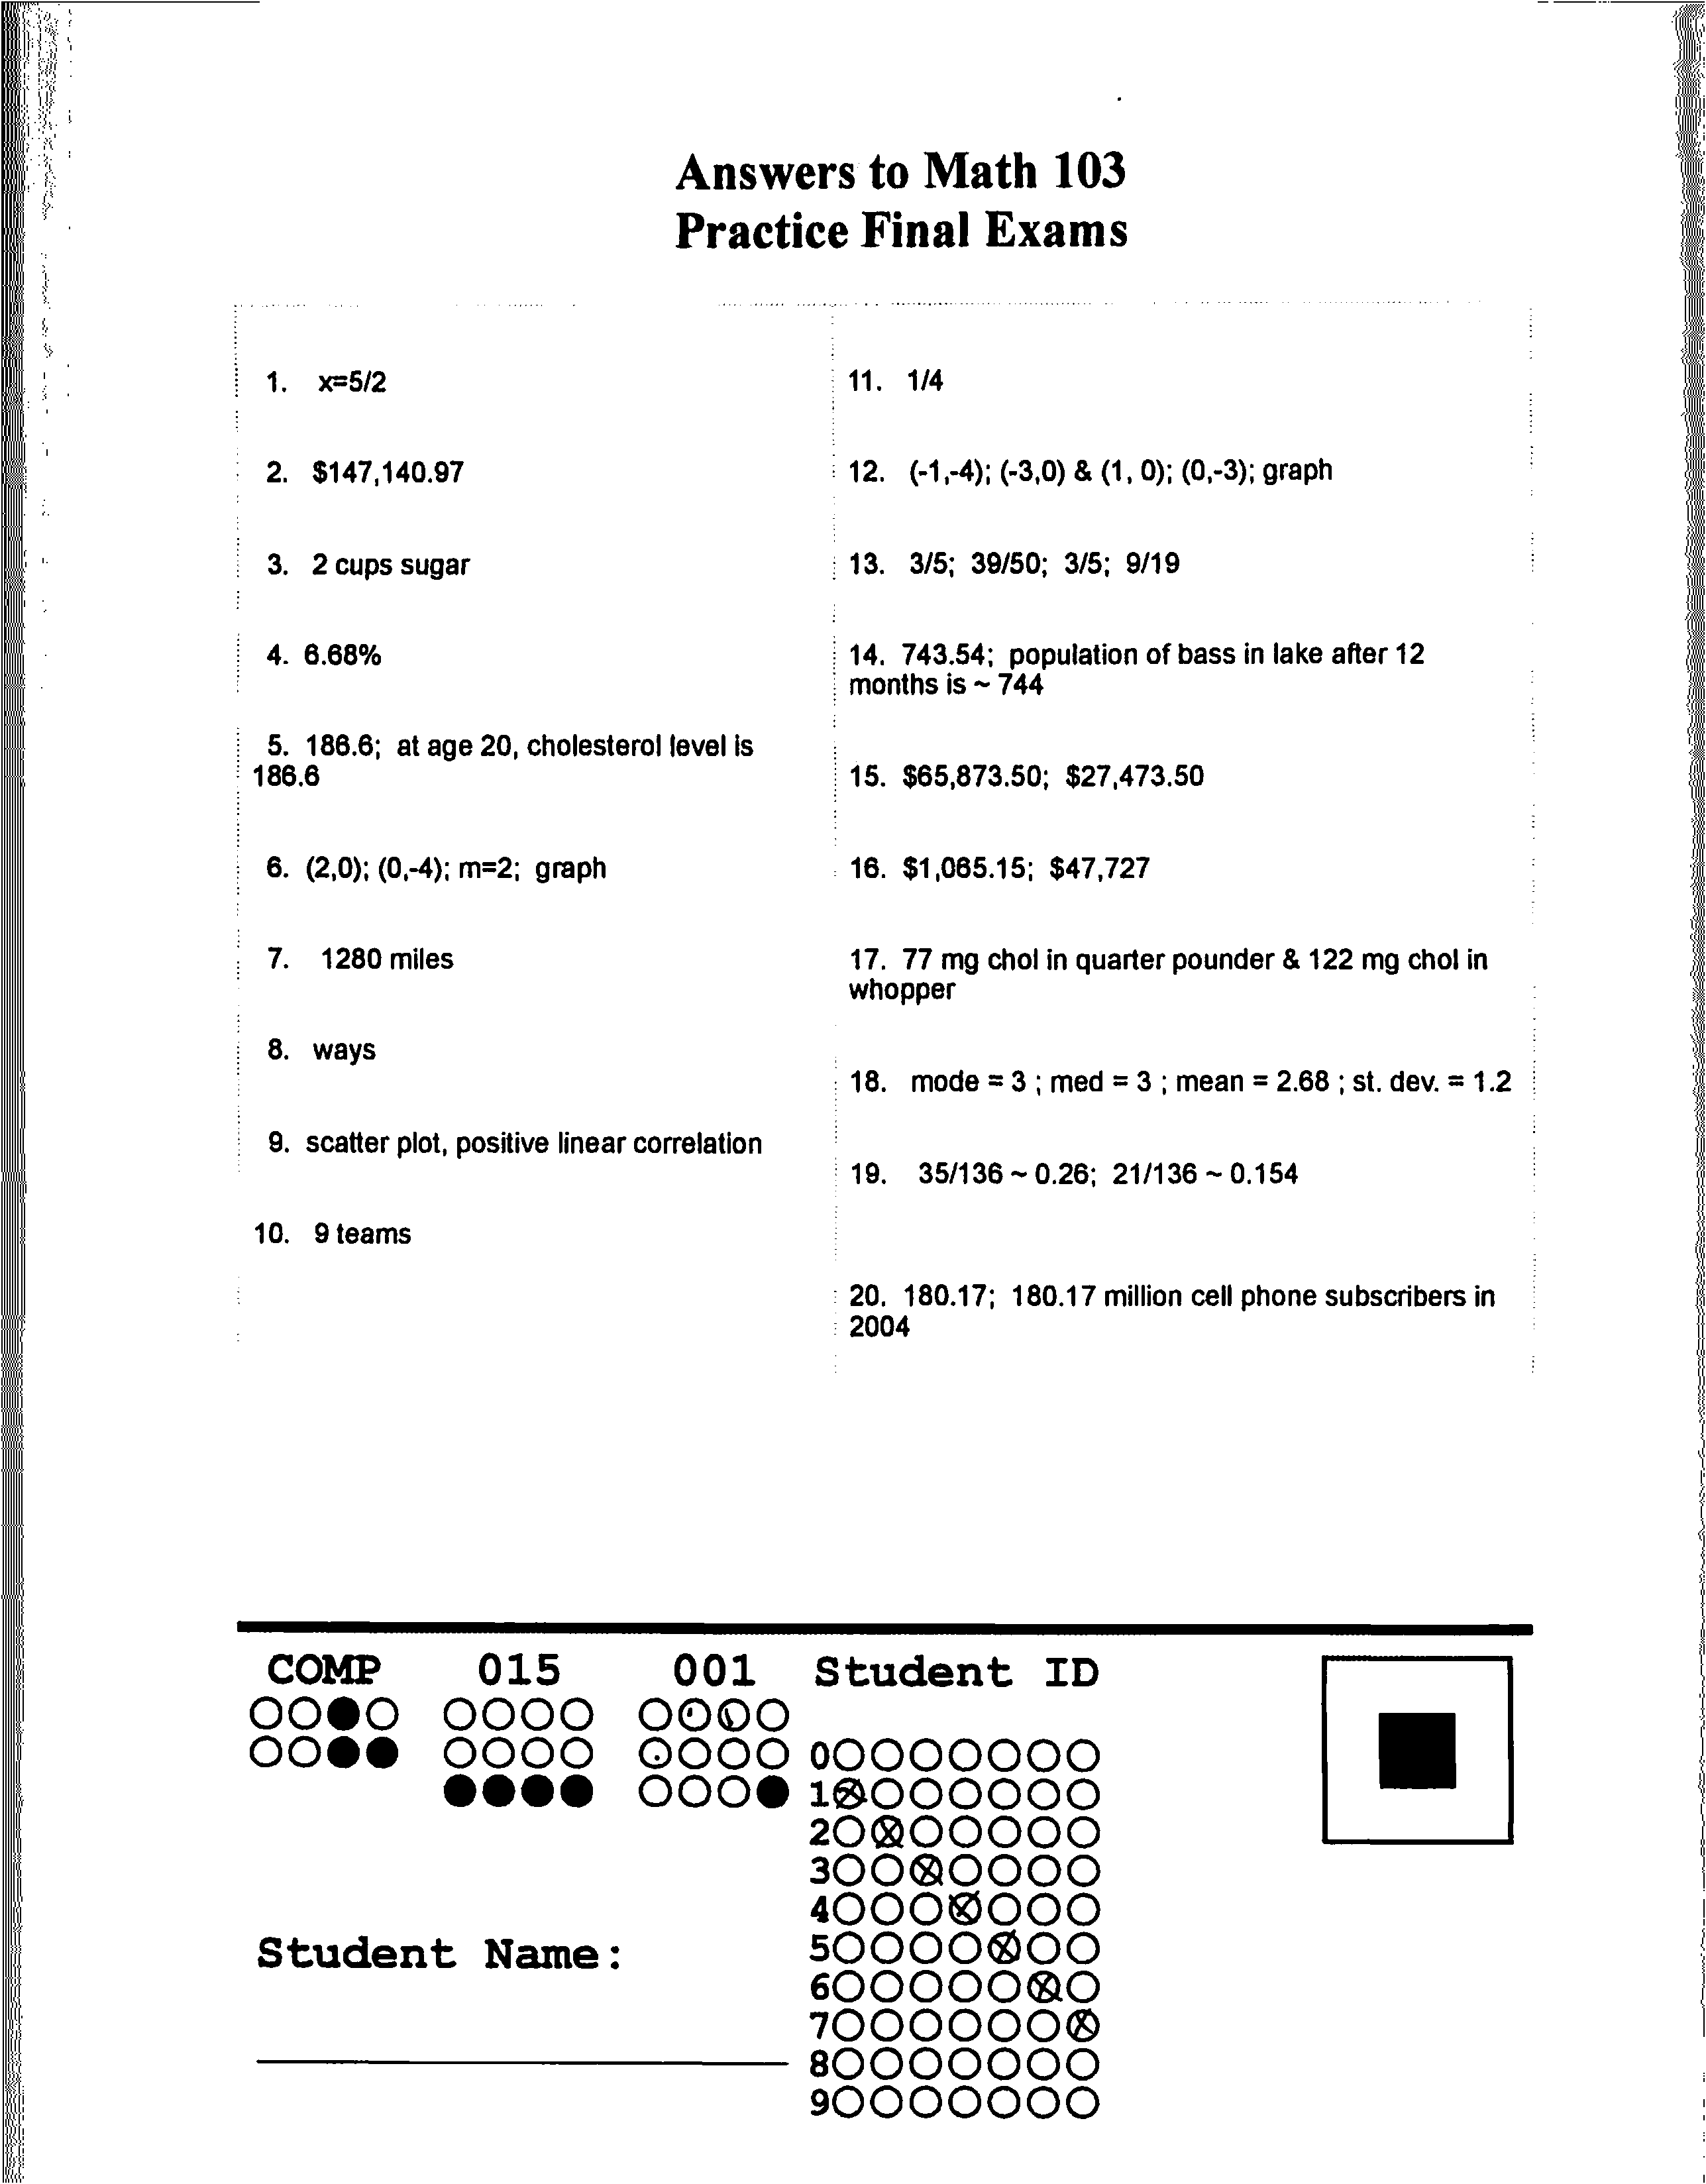 Answers to Math 103
Practice Final Exams
1. x=5/2
2. $147,140.97
3. 2 cups sugar
4. 6.68%
5. 186.6; at age 20, cholesterol level is
186.6
6. (2,0); (0,-4); m=2; graph
7. 1280 miles
8. ways
9. scatter plot, positive linear correlation
10. 9 teams
11. 1/4
12. (-1,-4); (-3,0) & (1, 0); (0,-3); graph
13. 3/5; 39/50; 3/5; 9/19
14. 743.54; population of bass in lake after 12
months is ~ 744
15. $65,873.50; $27,473.50
16. $1,065.15; $47,727
17. 77 mg chol in quarter pounder & 122 mg chol in
whopper
18. mode = 3 ; med = 3 ; mean = 2.68 ; st. dev. = 1.2
19. 35/136 ~ 0.26; 21/136 ~ 0.154
20. 180.17; 180.17 million cell phone subscribers in
2004
COMP 015 001 Student ID
0
1
2
3
4
5
6
7
8
9
Student Name: